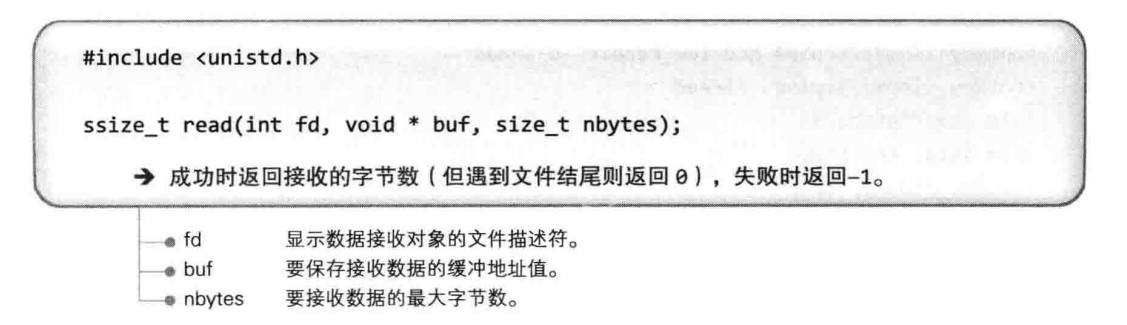 #include <unistd.h>
ssize_t read(int fd, void * buf, size_t nbytes);
→ 成功时返回接收的字节数（但遇到文件结尾则返回0），失败时返回–1。
fd 显示数据接收对象的文件描述符。
buf 要保存接收数据的缓冲地址值。
nbytes 要接收数据的最大字节数。